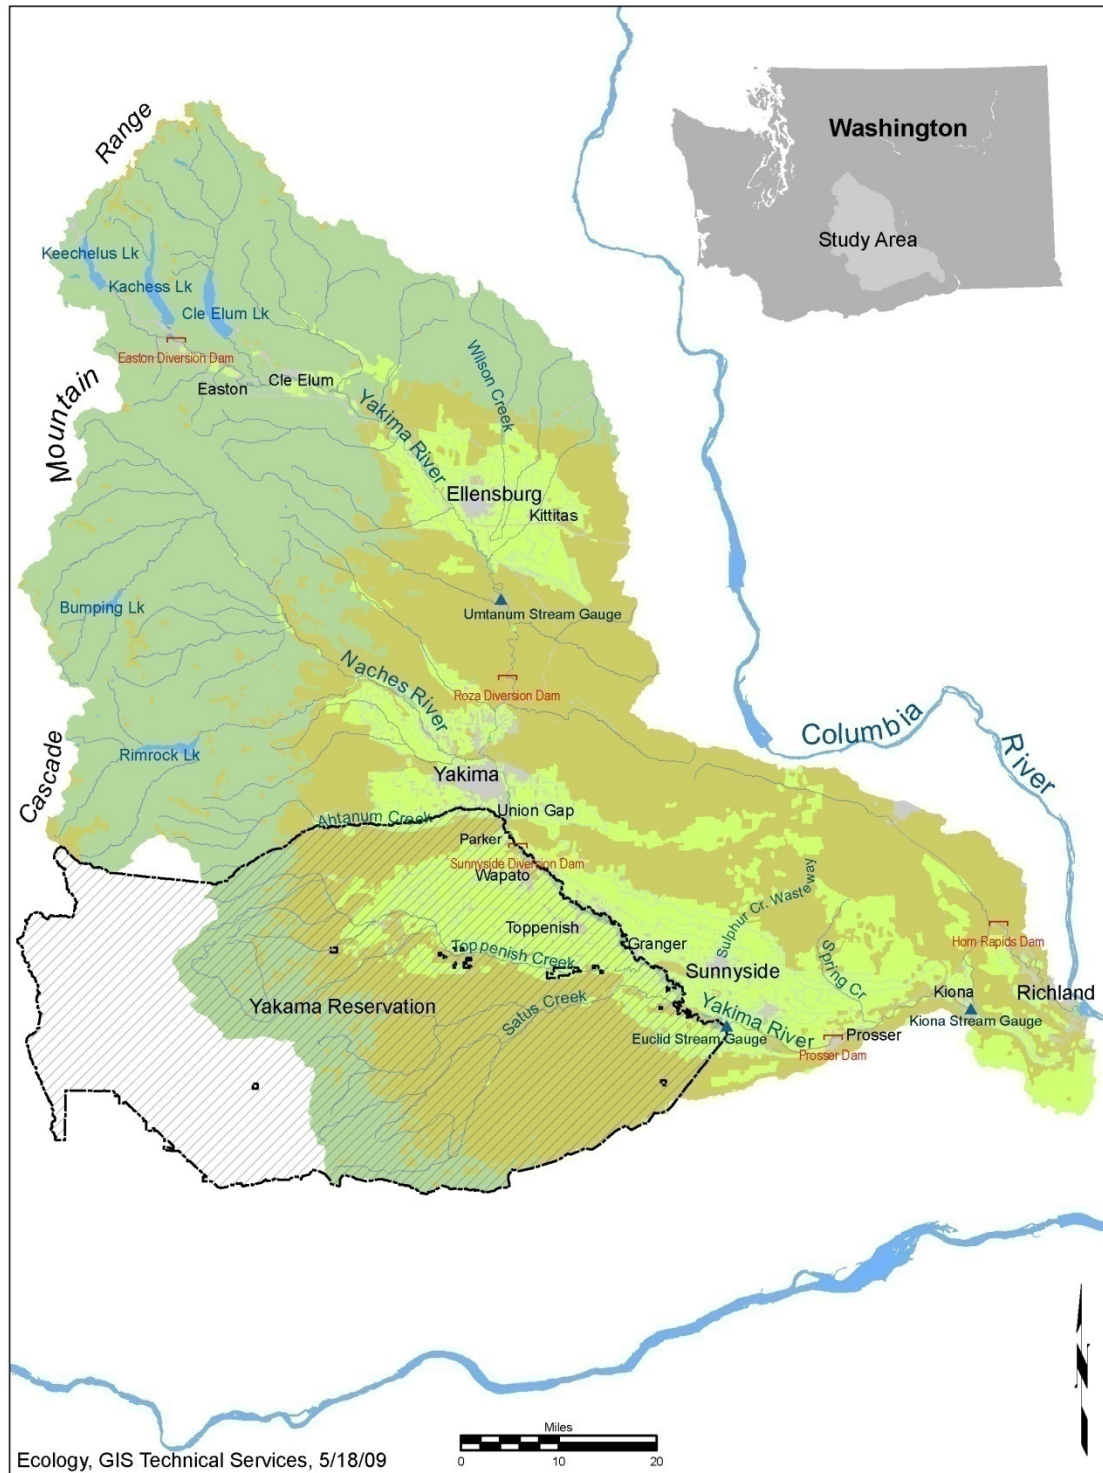 Washington
Study Area
Range
Mountain
Cascade
Keechelus Lk
Kachess Lk
Cle Elum Lk
Easton Diversion Dam
Easton
Cle Elum
Wilson Creek
Yakima River
Ellensburg
Kittitas
Bumping Lk
Umtanum Stream Gauge
Naches River
Roza Diversion Dam
Rimrock Lk
Columbia
River
Yakima
Union Gap
Ahtanum Creek
Parker
Sunnyside Diversion Dam
Wapato
Toppenish
Granger
Toppenish Creek
Sulphur Cr. Wasteway
Spring Cr
Sunnyside
Horn Rapids Dam
Yakama Reservation
Satus Creek
Yakima River
Kiona
Richland
Kiona Stream Gauge
Euclid Stream Gauge
Prosser
Prosser Dam
N
Miles
0 10 20
Ecology, GIS Technical Services, 5/18/09